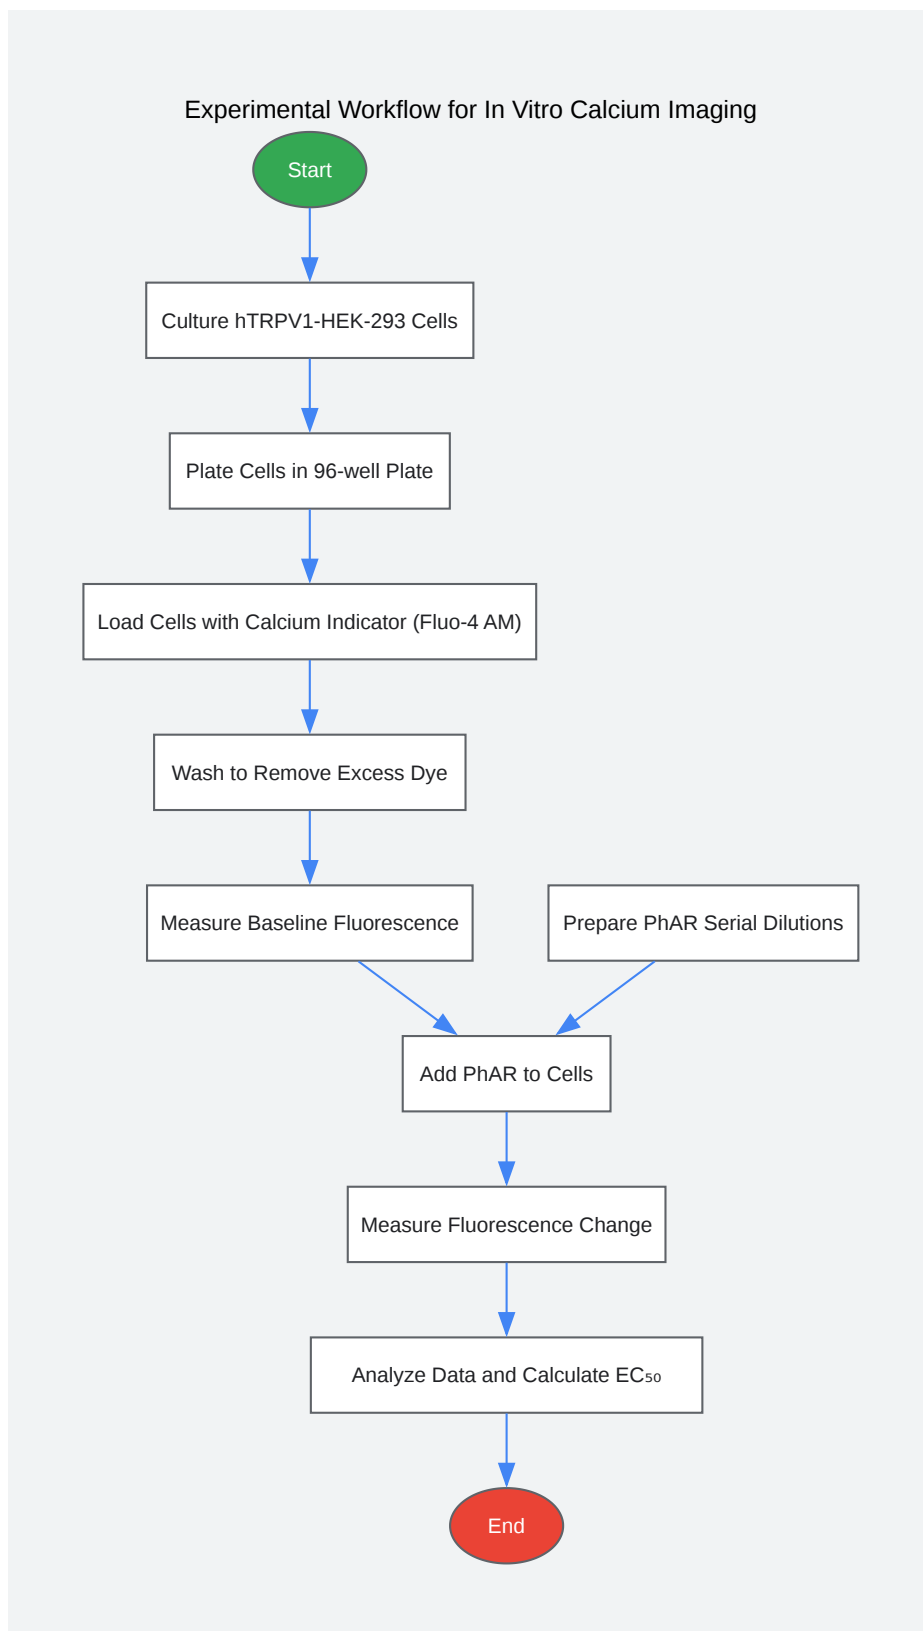 Experimental Workflow for In Vitro Calcium Imaging
Start
Culture hTRPV1-HEK-293 Cells
Plate Cells in 96-well Plate
Load Cells with Calcium Indicator (Fluo-4 AM)
Wash to Remove Excess Dye
Measure Baseline Fluorescence
Prepare PhAR Serial Dilutions
Add PhAR to Cells
Measure Fluorescence Change
Analyze Data and Calculate EC₅₀
End